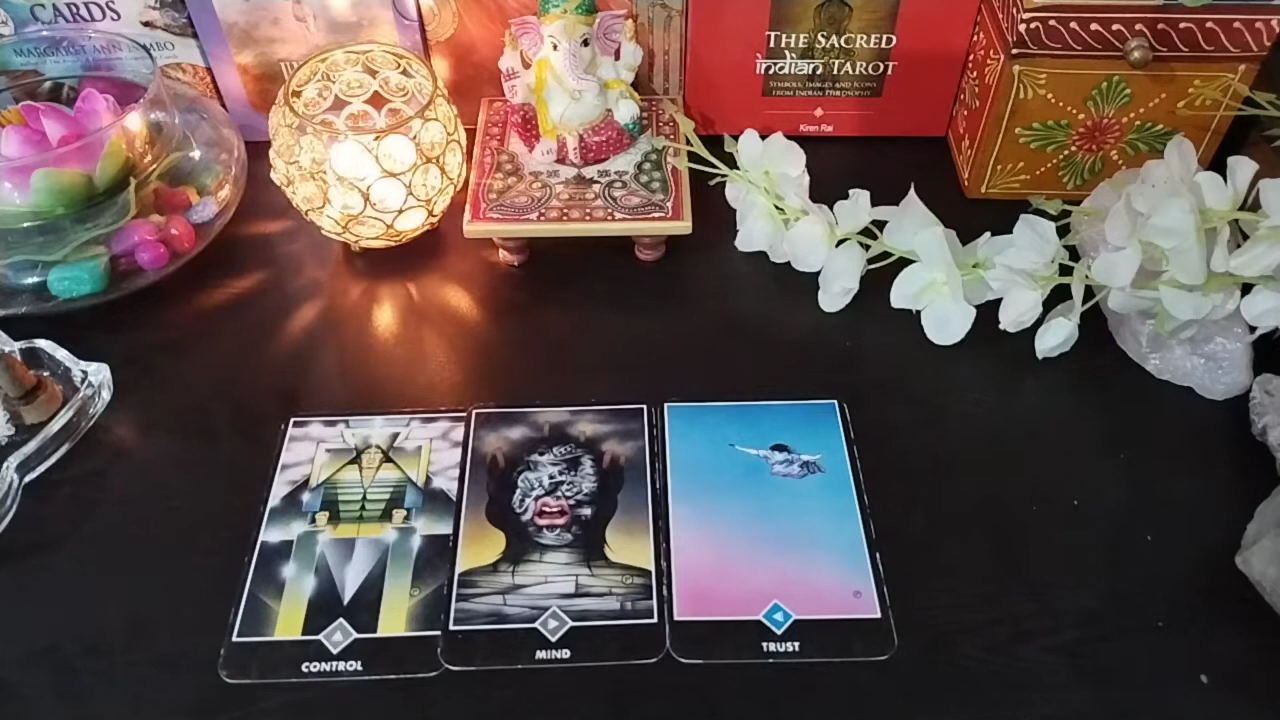 CARDS
MARGARET ANN LEMBO
THE SACRED
indian TAROT
SYMBOLS, IMAGES AND ICONS
FROM INDIAN PHILOSOPHY
Kiren Rai
CONTROL
MIND
TRUST